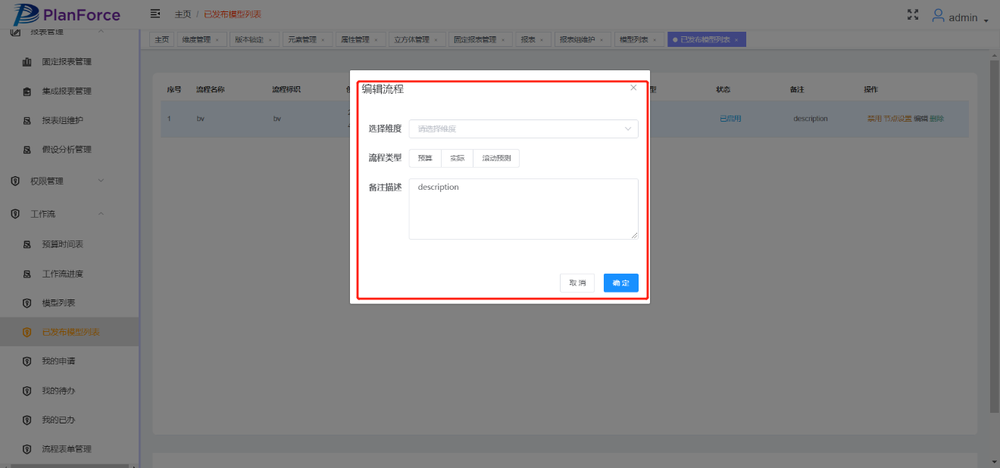 PlanForce
主页 / 已发布模型列表
admin
报表管理
固定报表管理
集成报表管理
报表组维护
假设分析管理
权限管理
工作流
预算时间表
工作流进度
模型列表
已发布模型列表
我的申请
我的待办
我的已办
流程表单管理
主页 维度管理 × 版本锁定 × 元素管理 × 属性管理 × 立方体管理 × 固定报表管理 × 报表 × 报表组维护 × 模型列表 × 已发布模型列表 ×
序号 流程名称 流程标识 型 状态 备注 操作
1 bv bv 已启用 description 禁用 节点设置 编辑 删除
编辑流程
选择维度 请选择维度
流程类型 预算 实际 滚动预测
备注描述 description
取消 确定